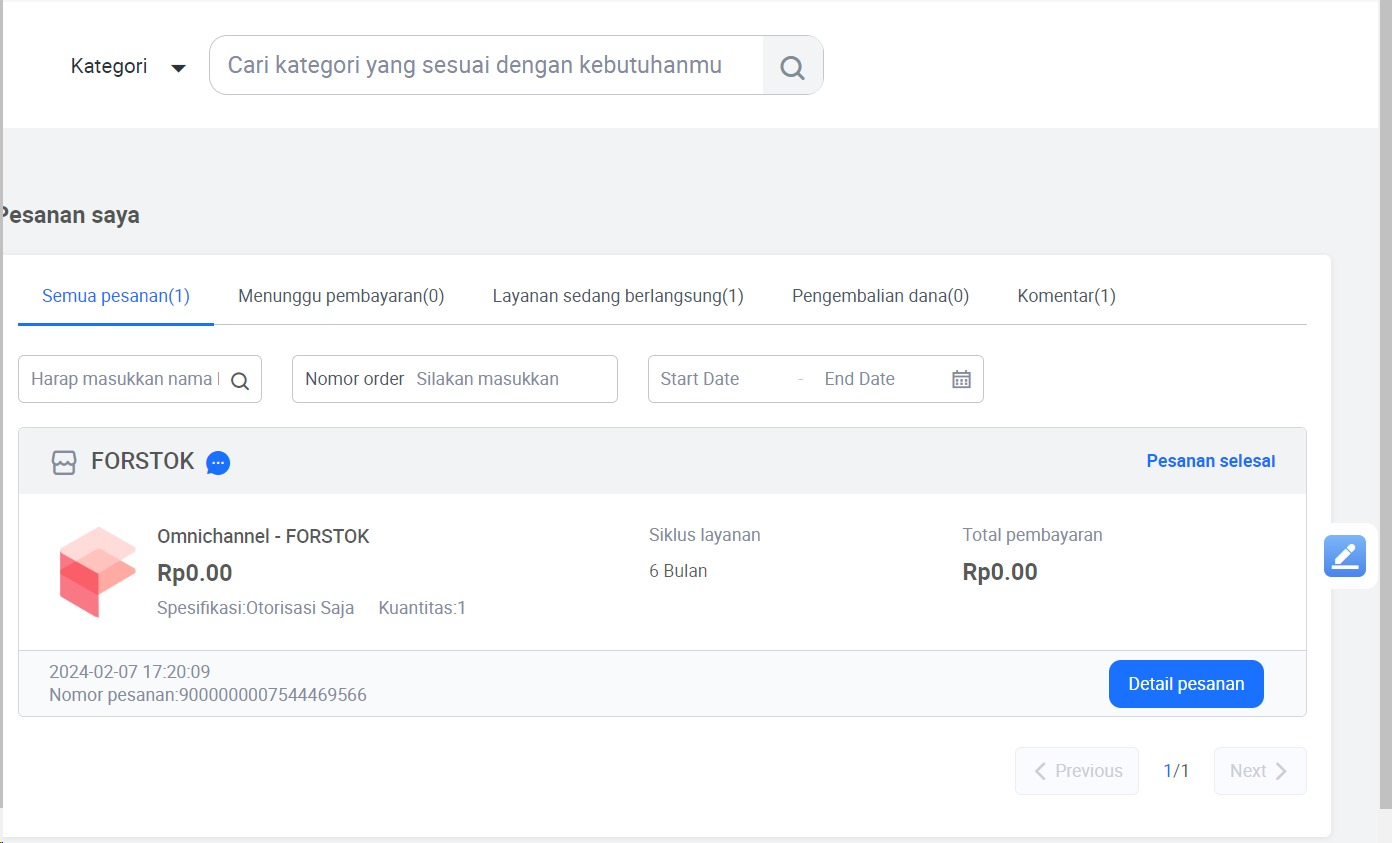 Kategori
Cari kategori yang sesuai dengan kebutuhanmu
Pesanan saya
Semua pesanan(1) Menunggu pembayaran(0) Layanan sedang berlangsung(1) Pengembalian dana(0) Komentar(1)
Harap masukkan nama Nomor order Silakan masukkan Start Date - End Date
FORSTOK Pesanan selesai
Omnichannel - FORSTOK Siklus layanan Total pembayaran
Rp0.00 6 Bulan Rp0.00
Spesifikasi:Otorisasi Saja Kuantitas:1
2024-02-07 17:20:09
Nomor pesanan:9000000007544469566
Detail pesanan
Previous 1/1 Next